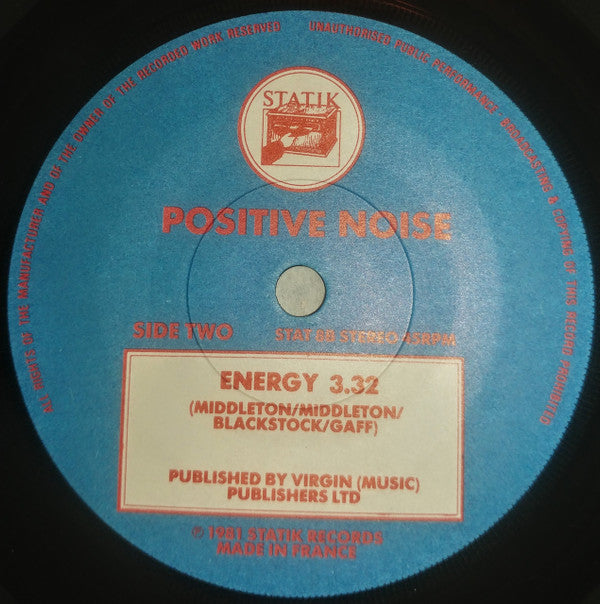 ALL RIGHTS OF THE MANUFACTURER AND OF THE OWNER OF THE RECORDED WORK RESERVED
UNAUTHORISED PUBLIC PERFORMANCE - BROADCASTING & COPYING OF THIS RECORD PROHIBITED
STATIK
POSITIVE NOISE
SIDE TWO STAT STEREO 45RPM
ENERGY 3.32
(MIDDLETON/MIDDLETON/
BLACKSTOCK/GAFF)
PUBLISHED BY VIRGIN (MUSIC)
PUBLISHERS LTD
℗ 1981 STATIK RECORDS
MADE IN FRANCE